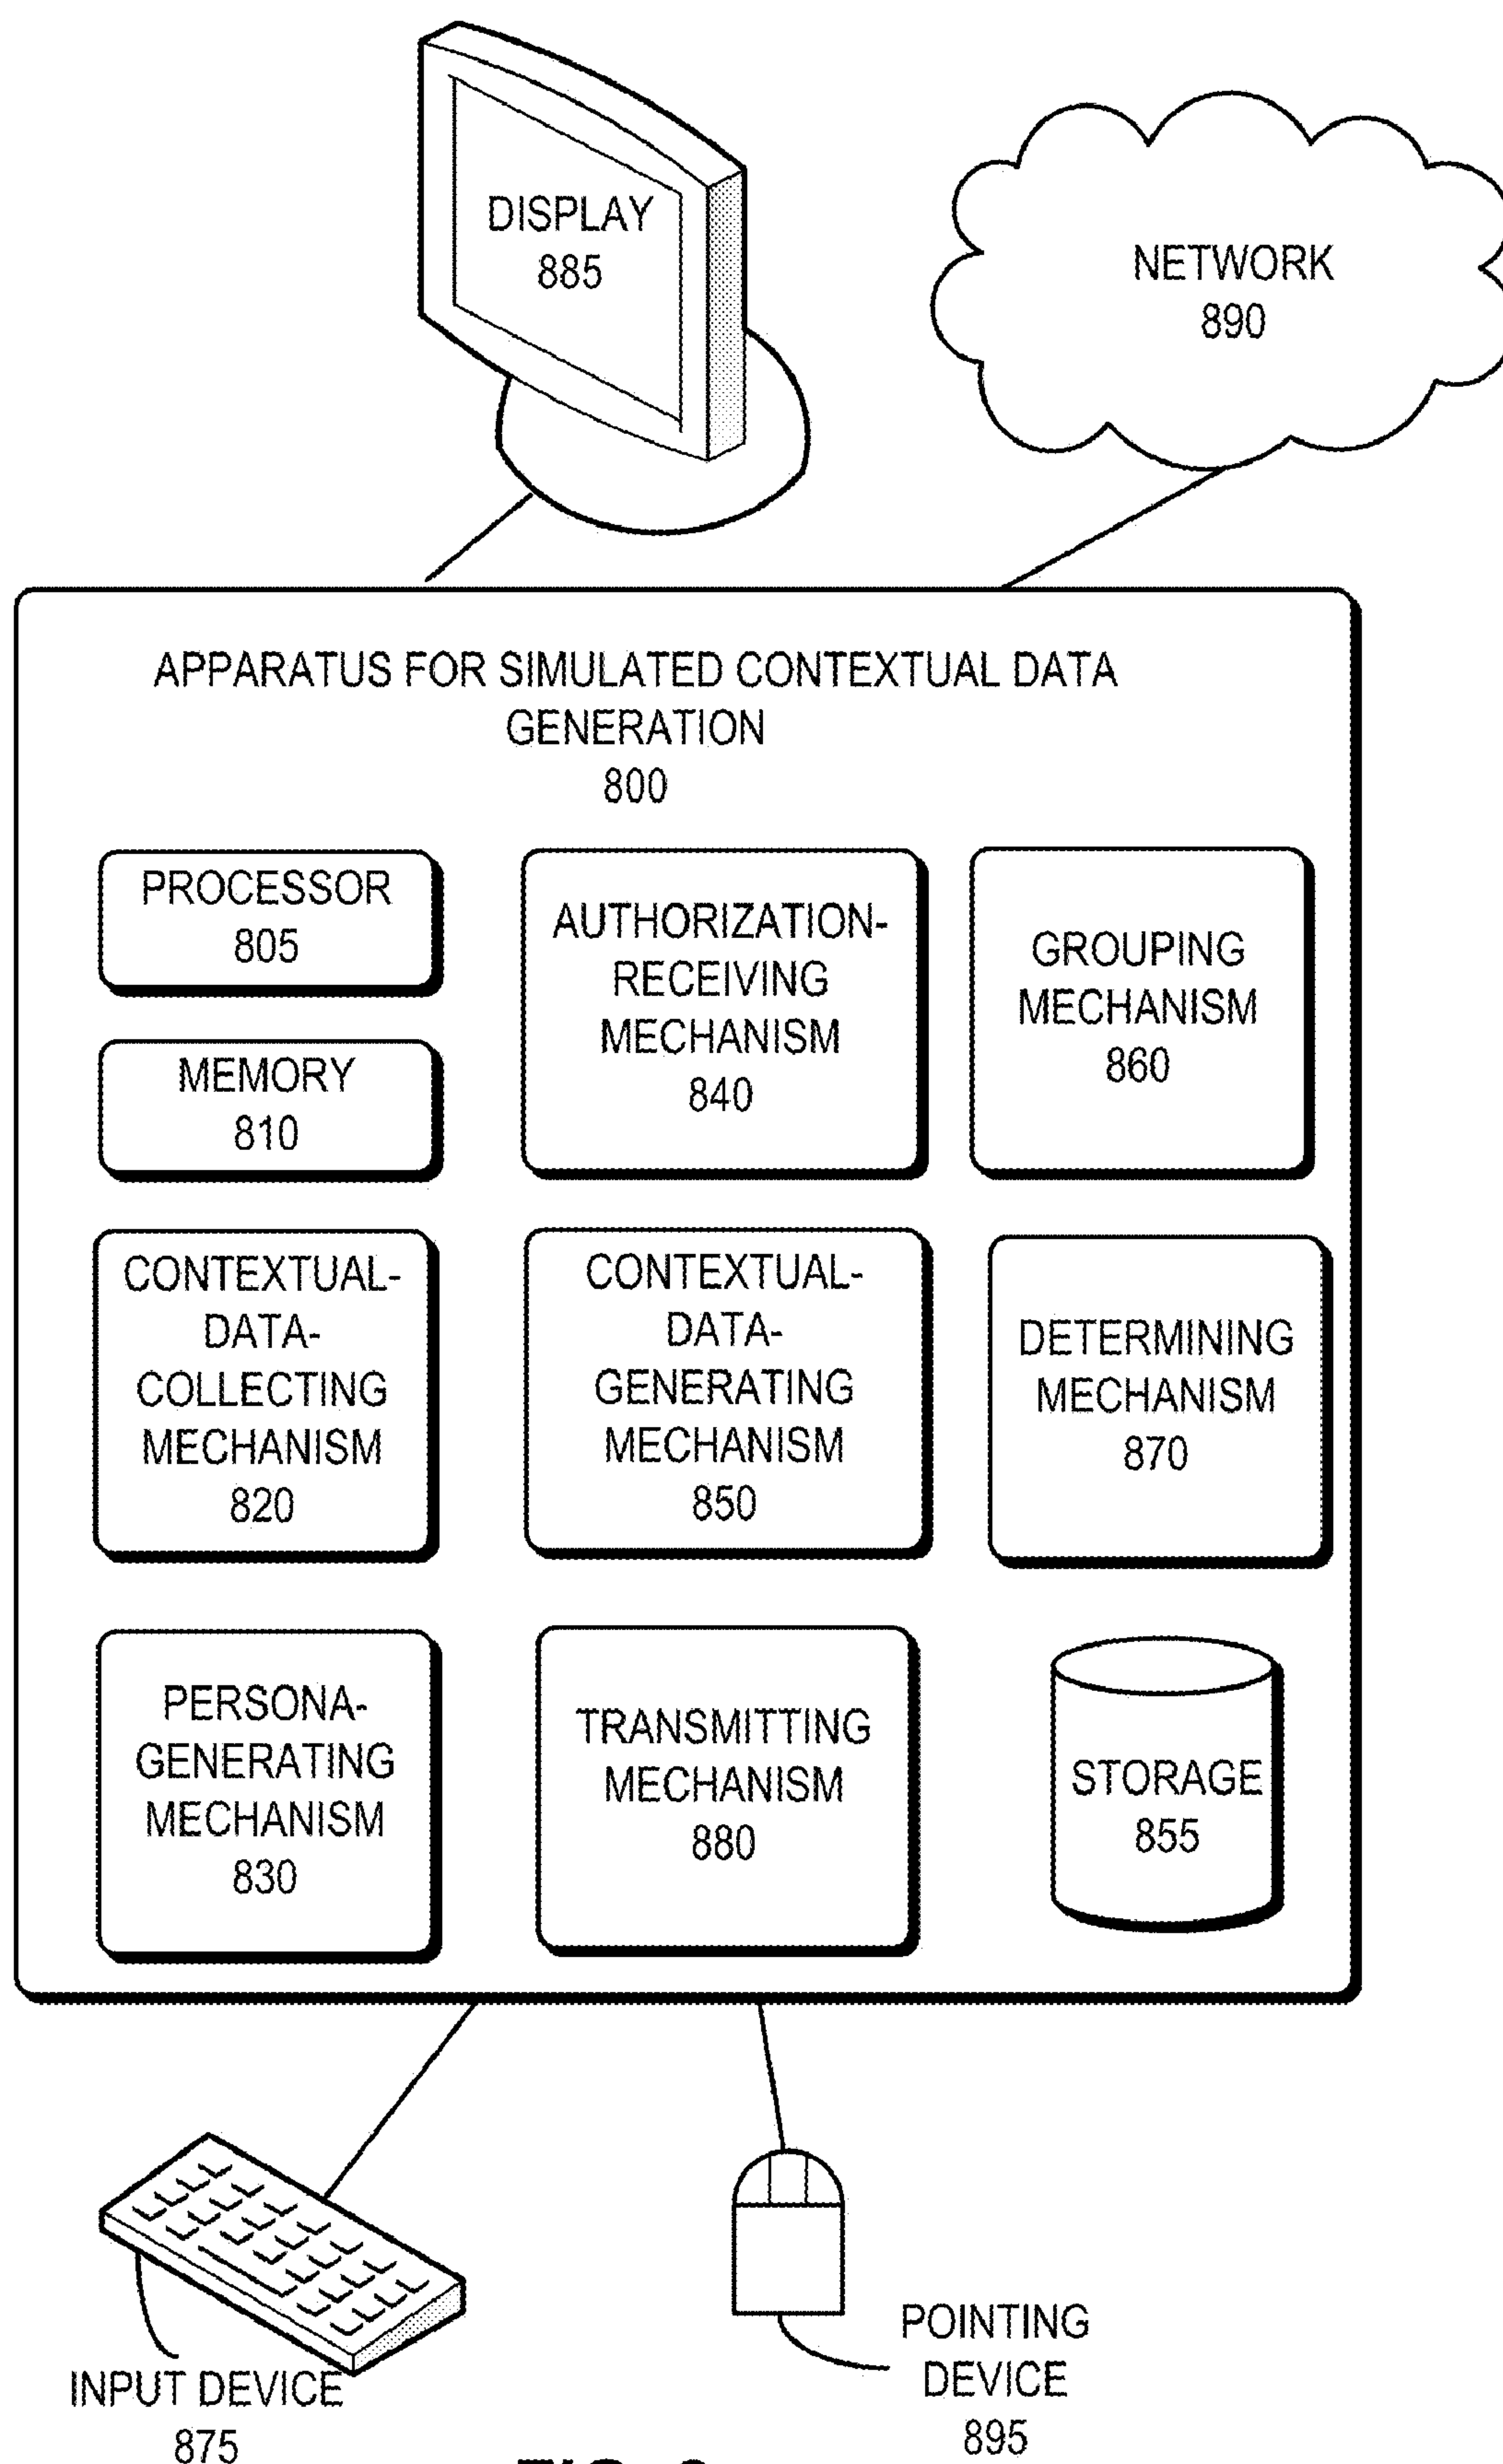 DISPLAY
885
NETWORK
890
APPARATUS FOR SIMULATED CONTEXTUAL DATA
GENERATION
800
PROCESSOR
805
MEMORY
810
AUTHORIZATION-
RECEIVING
MECHANISM
840
GROUPING
MECHANISM
860
CONTEXTUAL-
DATA-
COLLECTING
MECHANISM
820
CONTEXTUAL-
DATA-
GENERATING
MECHANISM
850
DETERMINING
MECHANISM
870
PERSONA-
GENERATING
MECHANISM
830
TRANSMITTING
MECHANISM
880
STORAGE
855
INPUT DEVICE
875
POINTING
DEVICE
895